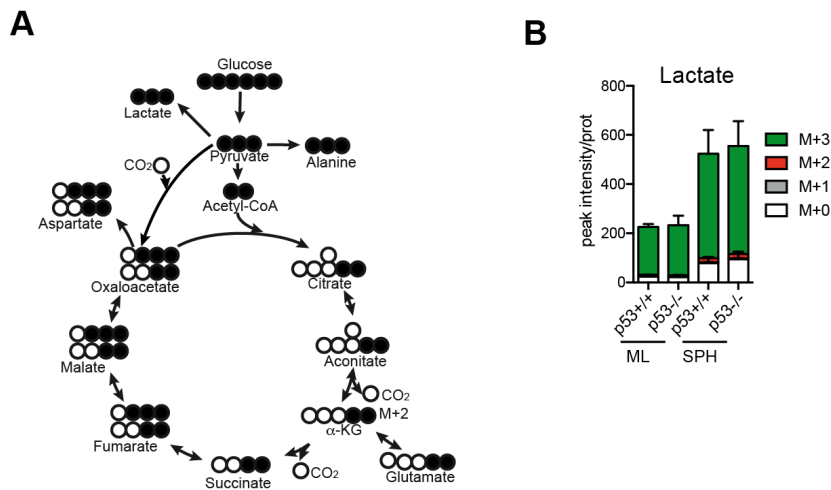 A
Glucose
Lactate
Pyruvate
Alanine
CO2
Acetyl-CoA
Aspartate
Oxaloacetate
Citrate
Malate
Aconitate
CO2
M+2
α-KG
Fumarate
Succinate
CO2
Glutamate
B
Lactate
peak intensity/prot
800
600
400
200
0
M+3
M+2
M+1
M+0
p53+/+
p53-/-
p53+/+
p53-/-
ML
SPH